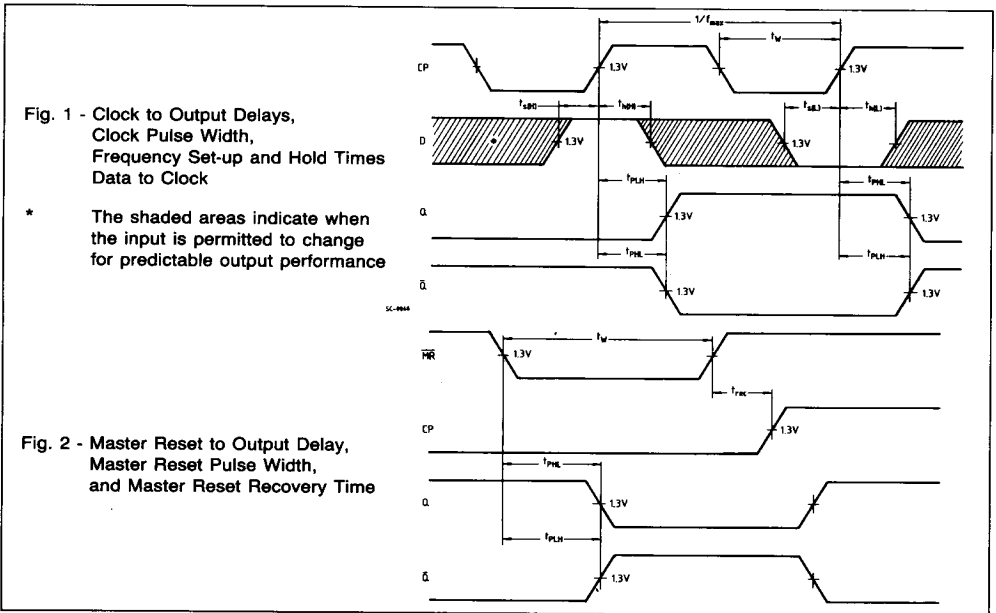 Fig. 1 - Clock to Output Delays,
Clock Pulse Width,
Frequency Set-up and Hold Times
Data to Clock
* The shaded areas indicate when
the input is permitted to change
for predictable output performance
1/fmax
tW
CP
1.3V
1.3V
ts(H)
th(H)
ts(L)
th(L)
D
1.3V
tPLH
tPHL
Q
1.3V
1.3V
tPHL
tPLH
Q̅
1.3V
1.3V
Fig. 2 - Master Reset to Output Delay,
Master Reset Pulse Width,
and Master Reset Recovery Time
tW
M̅R̅
1.3V
trec
CP
1.3V
tPHL
Q
1.3V
tPLH
Q̅
1.3V